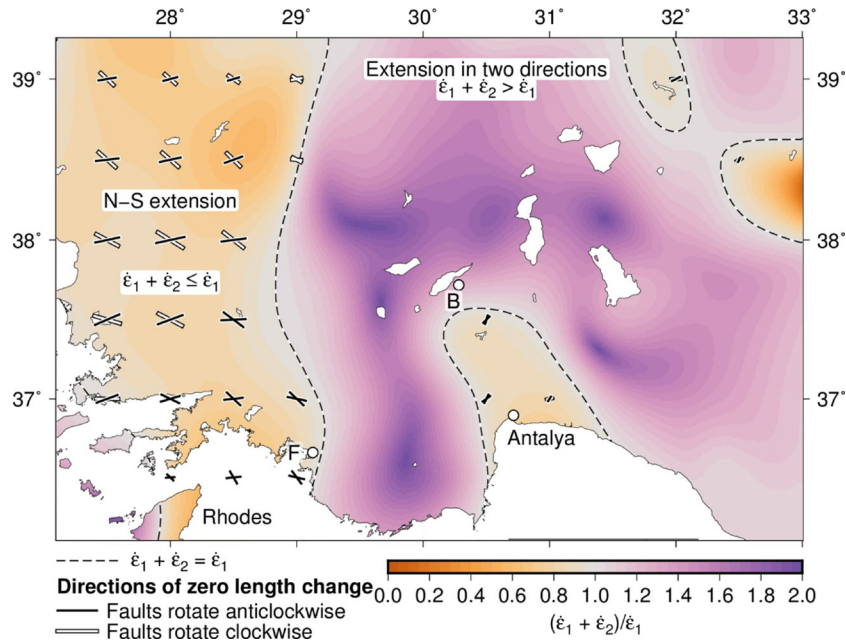 28˚ 29˚ 30˚ 31˚ 32˚ 33˚
39˚ 39˚
Extension in two directions
ε̇₁ + ε̇₂ > ε̇₁
N−S extension
38˚ 38˚
ε̇₁ + ε̇₂ ≤ ε̇₁
B
37˚ 37˚
Antalya
F
Rhodes
ε̇₁ + ε̇₂ = ε̇₁
Directions of zero length change
Faults rotate anticlockwise
Faults rotate clockwise
0.0 0.2 0.4 0.6 0.8 1.0 1.2 1.4 1.6 1.8 2.0
(ε̇₁ + ε̇₂)/ε̇₁